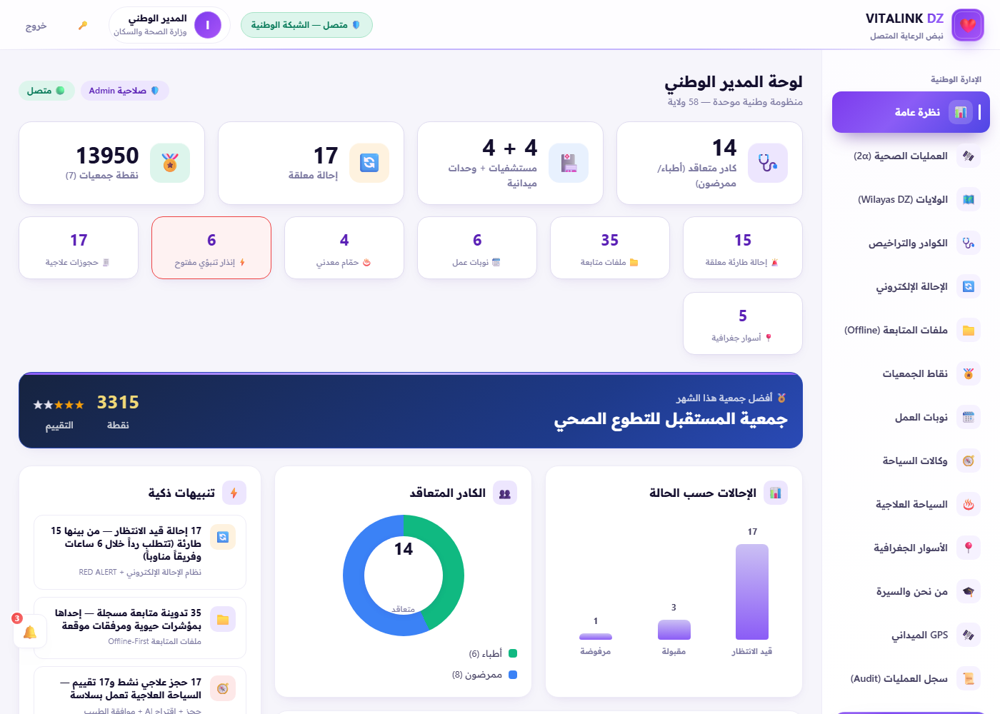 VITALINK DZ
نبض الرعاية المتصل
متصل — الشبكة الوطنية
I
المدير الوطني
وزارة الصحة والسكان
خروج
الإدارة الوطنية
نظرة عامة
العمليات الصحية (2α)
الولايات (Wilayas DZ)
الكوادر والتراخيص
الإحالة الإلكتروني
ملفات المتابعة (Offline)
نقاط الجمعيات
نوبات العمل
وكالات السياحة
السياحة العلاجية
الأسوار الجغرافية
من نحن والسيرة
GPS الميداني
سجل العمليات (Audit)
لوحة المدير الوطني
منظومة وطنية موحدة — 58 ولاية
صلاحية Admin
متصل
14
كادر متعاقد (أطباء/
ممرضون)
4 + 4
مستشفيات + وحدات
ميدانية
17
إحالة معلقة
13950
نقطة جمعيات (7)
15
إحالة طارئة معلقة
35
ملفات متابعة
6
نوبات عمل
4
حمّام معدني
6
إنذار تنبؤي مفتوح
17
حجوزات علاجية
5
أسوار جغرافية
أفضل جمعية هذا الشهر
جمعية المستقبل للتطوع الصحي
3315
نقطة
★★★★★
التقييم
الإحالات حسب الحالة
17
3
1
قيد الانتظار
مقبولة
مرفوضة
الكادر المتعاقد
14
متعاقد
أطباء (6)
ممرضون (8)
تنبيهات ذكية
17 إحالة قيد الانتظار — من بينها 15
طارئة (تتطلب رداً خلال 6 ساعات
وفريقاً مناوباً)
نظام الإحالة الإلكتروني + RED ALERT
35 تدوينة متابعة مسجلة — إحداها
بمؤشرات حيوية ومرفقات موقعة
ملفات المتابعة Offline-First
17 حجز علاجي نشط و17 تقييم —
السياحة العلاجية تعمل بسلاسة
حجز + اقتراح AI + موافقة الطبيب
3